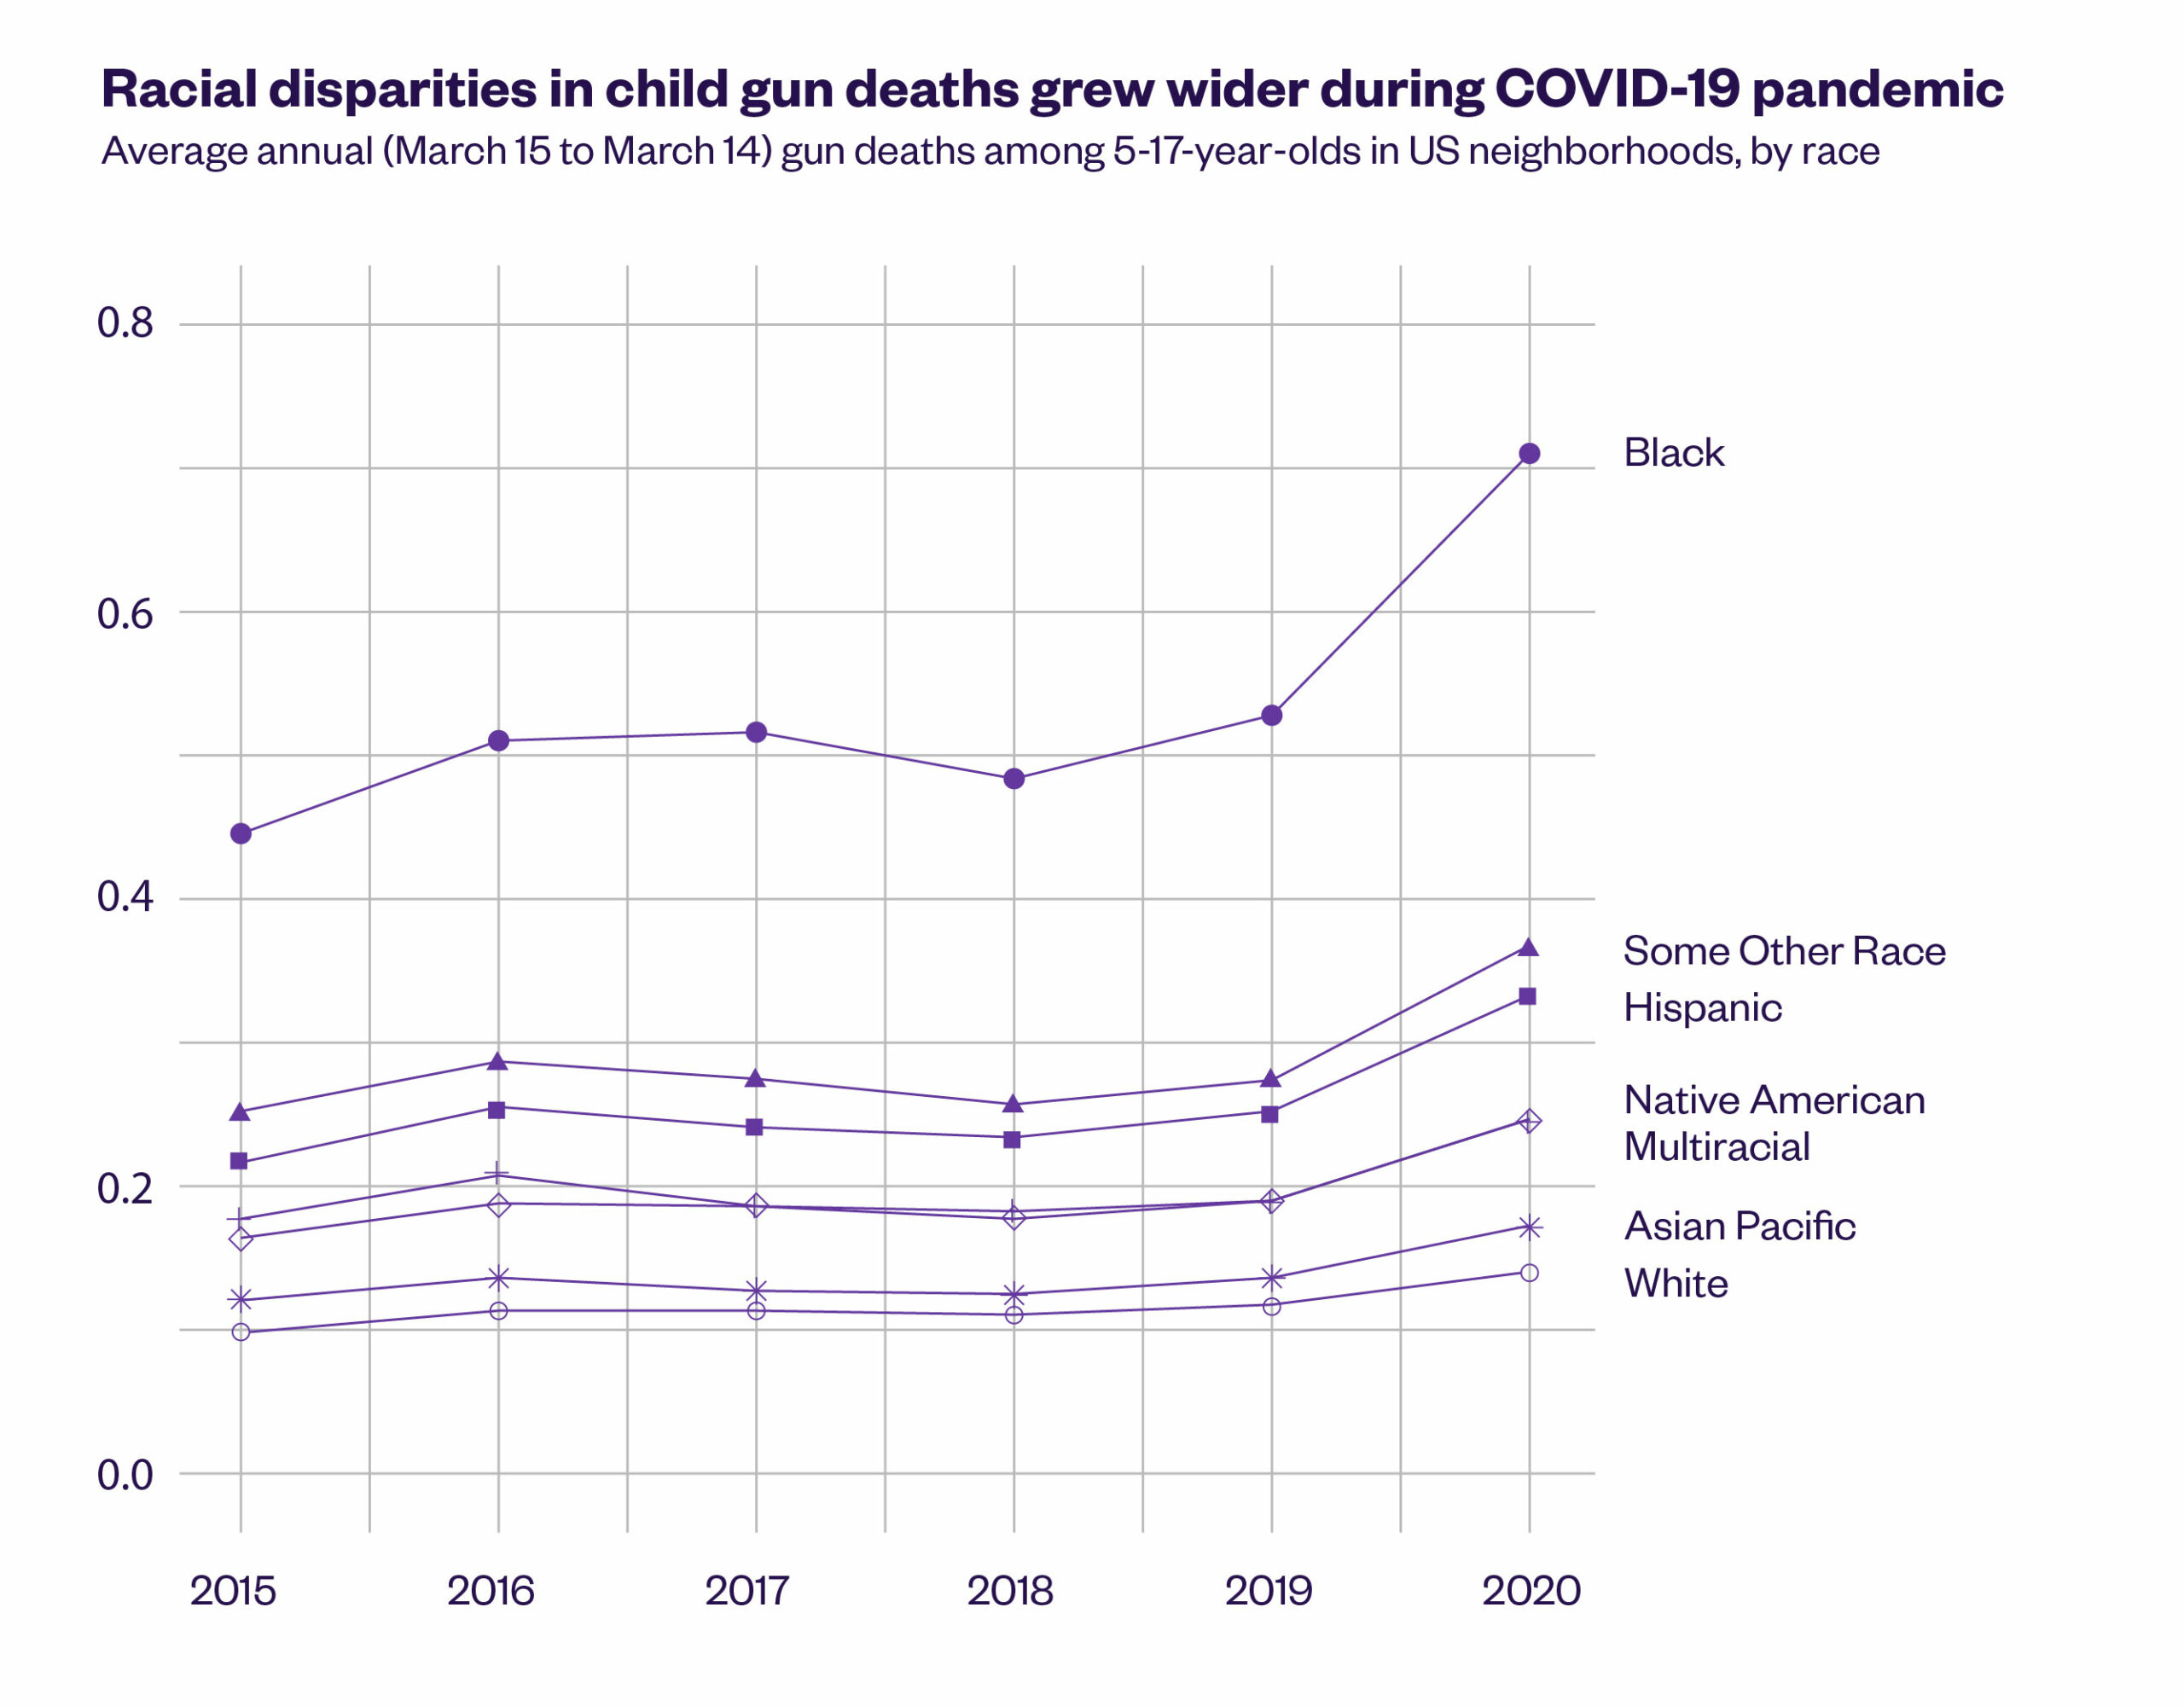 Racial disparities in child gun deaths grew wider during COVID-19 pandemic
Average annual (March 15 to March 14) gun deaths among 5-17-year-olds in US neighborhoods, by race
0.8
Black
0.6
0.4
Some Other Race
Hispanic
Native American
Multiracial
0.2
Asian Pacific
White
0.0
2015 2016 2017 2018 2019 2020